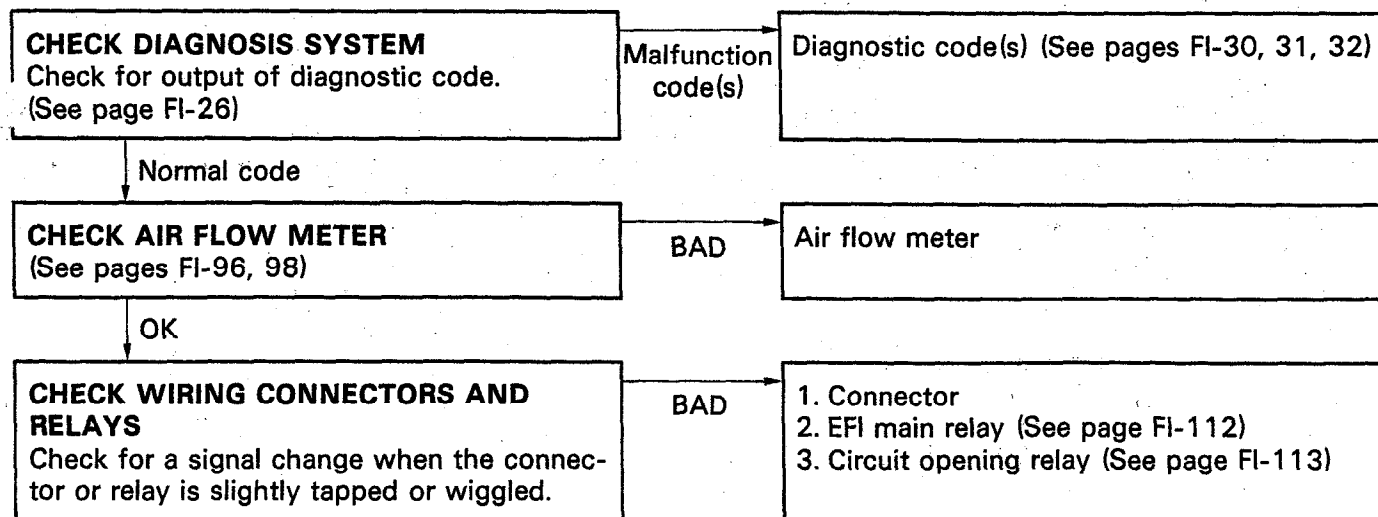 CHECK DIAGNOSIS SYSTEM
Check for output of diagnostic code.
(See page FI-26)
Malfunction
code(s)
Diagnostic code(s) (See pages FI-30, 31, 32)
Normal code
CHECK AIR FLOW METER
(See pages FI-96, 98)
BAD
Air flow meter
OK
CHECK WIRING CONNECTORS AND
RELAYS
Check for a signal change when the connec-
tor or relay is slightly tapped or wiggled.
BAD
1. Connector
2. EFI main relay (See page FI-112)
3. Circuit opening relay (See page FI-113)